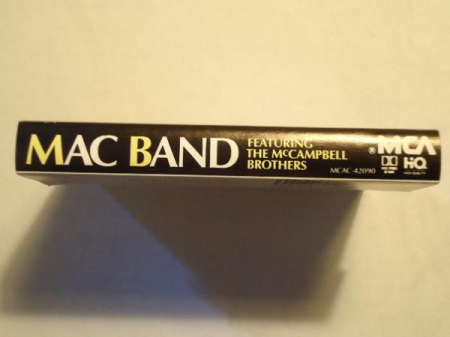 MAC BAND
FEATURING
THE McCAMPBELL
BROTHERS
MCAC-42090
®MCA
HQ